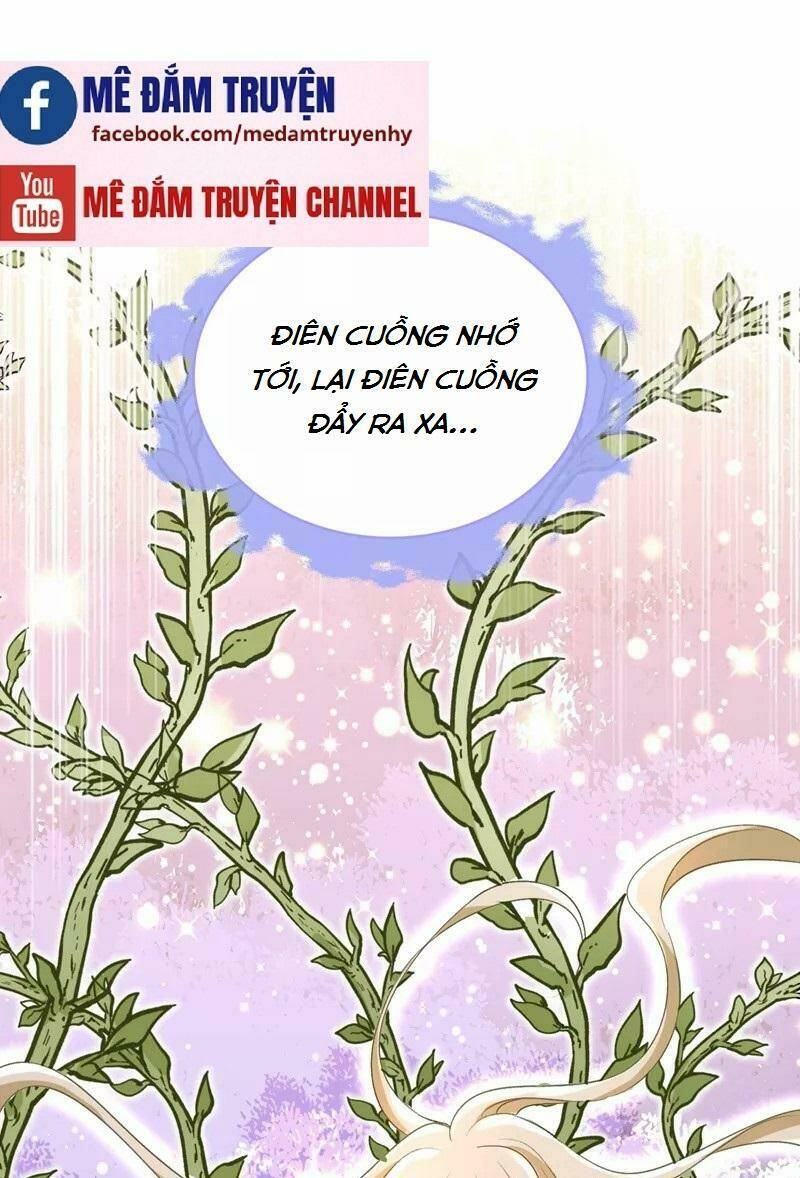 MÊ ĐẮM TRUYỆN
facebook.com/medamtruyenhy
You
Tube
MÊ ĐẮM TRUYỆN CHANNEL
ĐIÊN CUỒNG NHỚ
TỚI, LẠI ĐIÊN CUỒNG
ĐẨY RA XA...